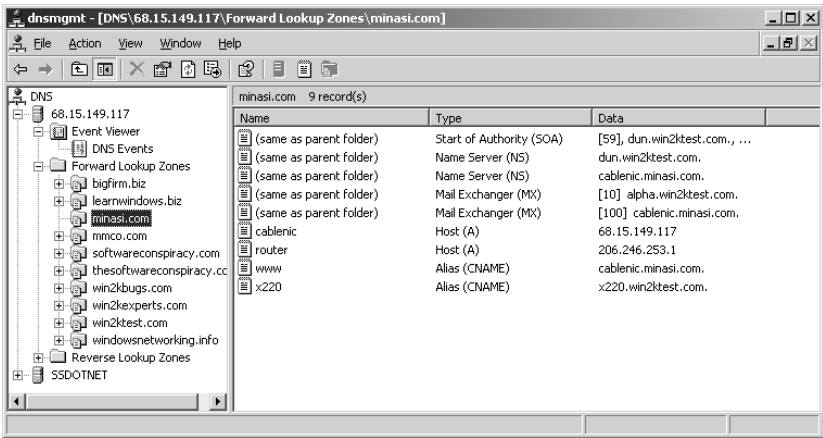 dnsmgmt - [DNS\68.15.149.117\Forward Lookup Zones\minasi.com]
File Action View Window Help
DNS
68.15.149.117
Event Viewer
DNS Events
Forward Lookup Zones
bigfirm.biz
learnwindows.biz
minasi.com
mmco.com
softwareconspiracy.com
thesoftwareconspiracy.cc
win2kbugs.com
win2kexperts.com
win2ktest.com
windowsnetworking.info
Reverse Lookup Zones
SSDOTNET
minasi.com 9 record(s)
Name Type Data
(same as parent folder) Start of Authority (SOA) [59], dun.win2ktest.com., ...
(same as parent folder) Name Server (NS) dun.win2ktest.com.
(same as parent folder) Name Server (NS) cablenic.minasi.com.
(same as parent folder) Mail Exchanger (MX) [10] alpha.win2ktest.com.
(same as parent folder) Mail Exchanger (MX) [100] cablenic.minasi.com.
cablenic Host (A) 68.15.149.117
router Host (A) 206.246.253.1
www Alias (CNAME) cablenic.minasi.com.
x220 Alias (CNAME) x220.win2ktest.com.